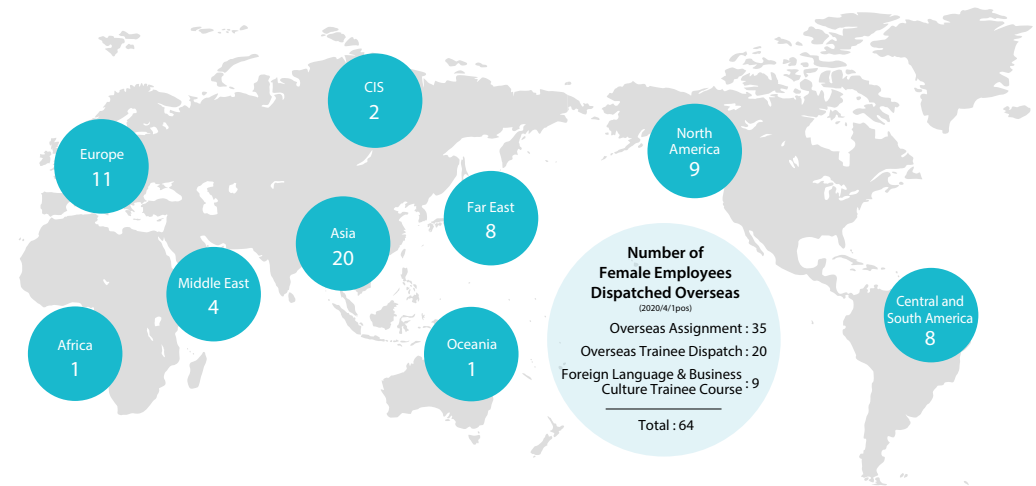 CIS
2
Europe
11
North
America
9
Far East
8
Asia
20
Middle East
4
Africa
1
Oceania
1
Central and
South America
8
Number of
Female Employees
Dispatched Overseas
(2020/4/1pos)
Overseas Assignment : 35
Overseas Trainee Dispatch : 20
Foreign Language & Business
Culture Trainee Course : 9
Total : 64